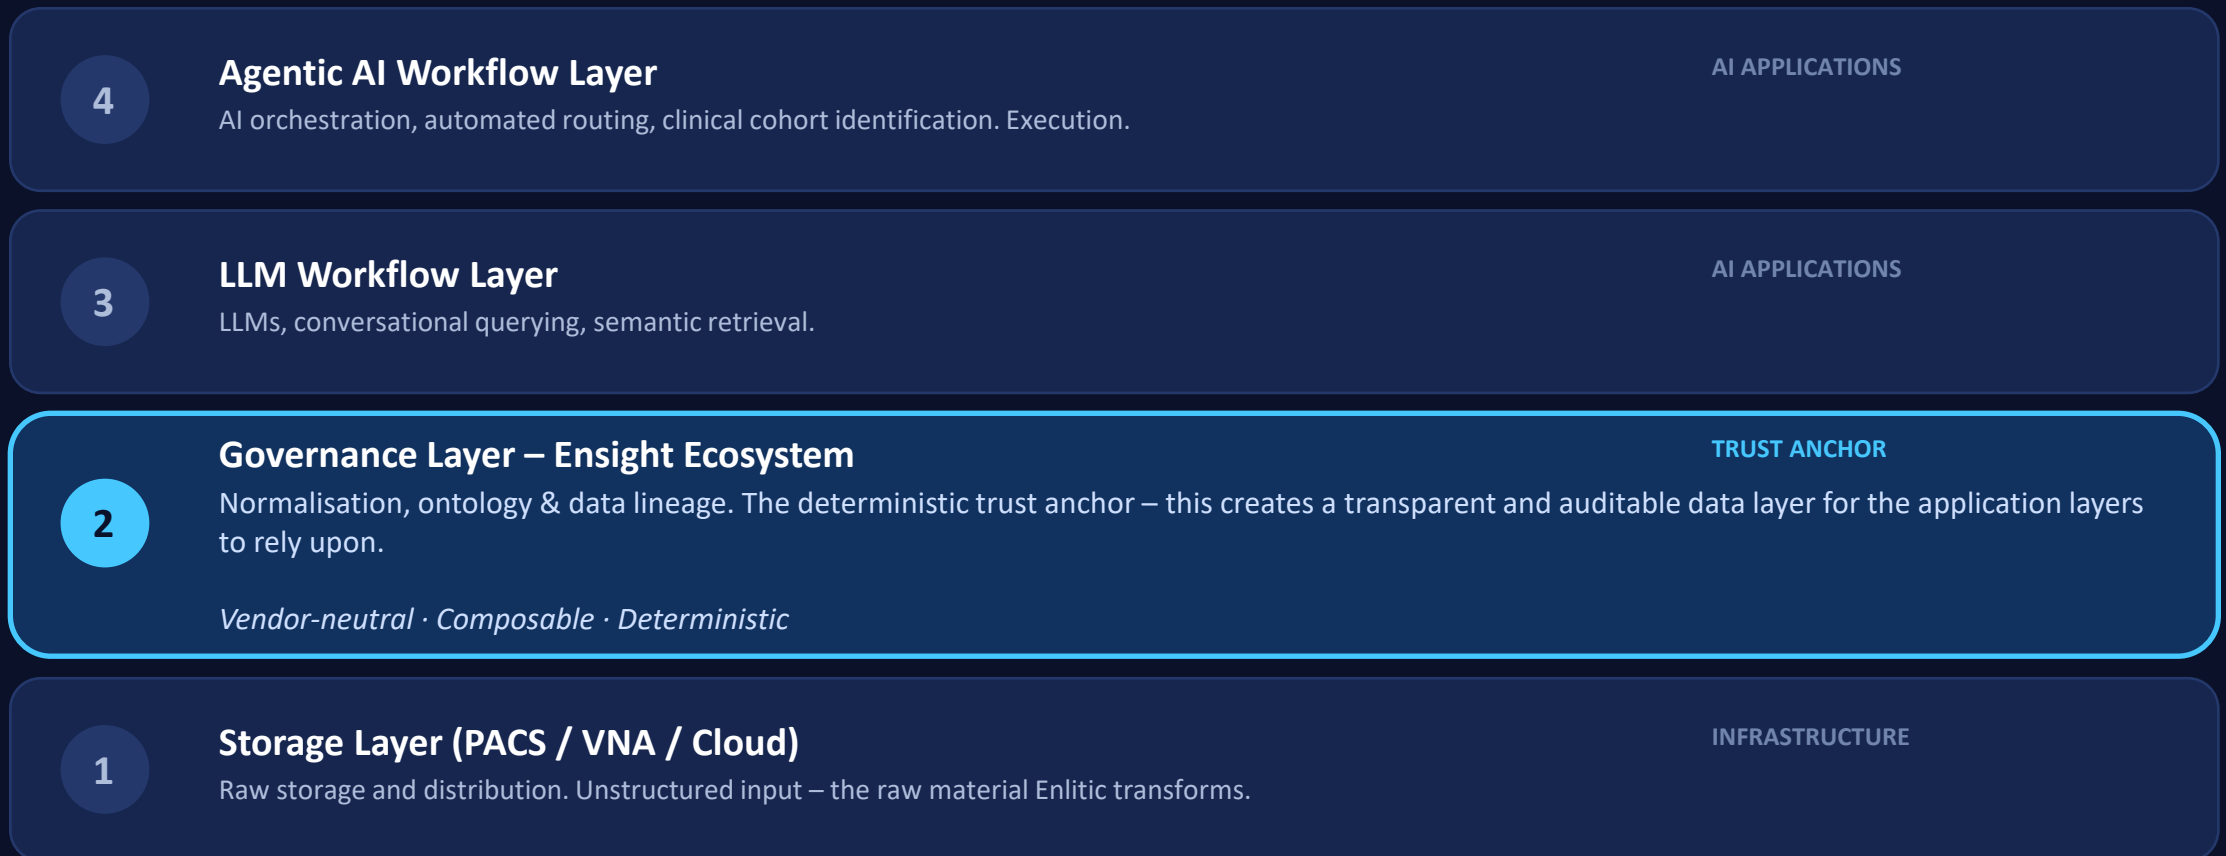 4
Agentic AI Workflow Layer
AI APPLICATIONS
AI orchestration, automated routing, clinical cohort identification. Execution.
3
LLM Workflow Layer
AI APPLICATIONS
LLMs, conversational querying, semantic retrieval.
2
Governance Layer – Ensight Ecosystem
TRUST ANCHOR
Normalisation, ontology & data lineage. The deterministic trust anchor – this creates a transparent and auditable data layer for the application layers
to rely upon.
Vendor-neutral · Composable · Deterministic
1
Storage Layer (PACS / VNA / Cloud)
INFRASTRUCTURE
Raw storage and distribution. Unstructured input – the raw material Enlitic transforms.